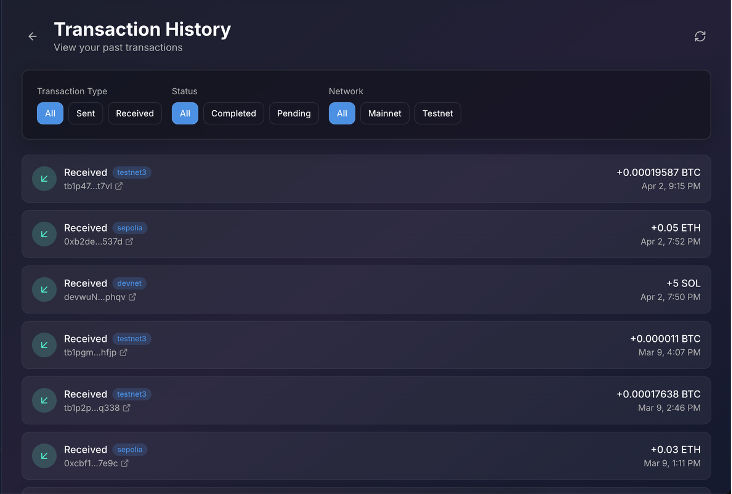 Transaction History
View your past transactions
Transaction Type Status Network
All Sent Received All Completed Pending All Mainnet Testnet
Received testnet3 +0.00019587 BTC
tb1p47...t7vl Apr 2, 9:15 PM
Received sepolia +0.05 ETH
0xb2de...537d Apr 2, 7:52 PM
Received devnet +5 SOL
devwuN...phqv Apr 2, 7:50 PM
Received testnet3 +0.000011 BTC
tb1pgm...hfjp Mar 9, 4:07 PM
Received testnet3 +0.00017638 BTC
tb1p2p...q338 Mar 9, 2:46 PM
Received sepolia +0.03 ETH
0xcbf1...7e9c Mar 9, 1:11 PM